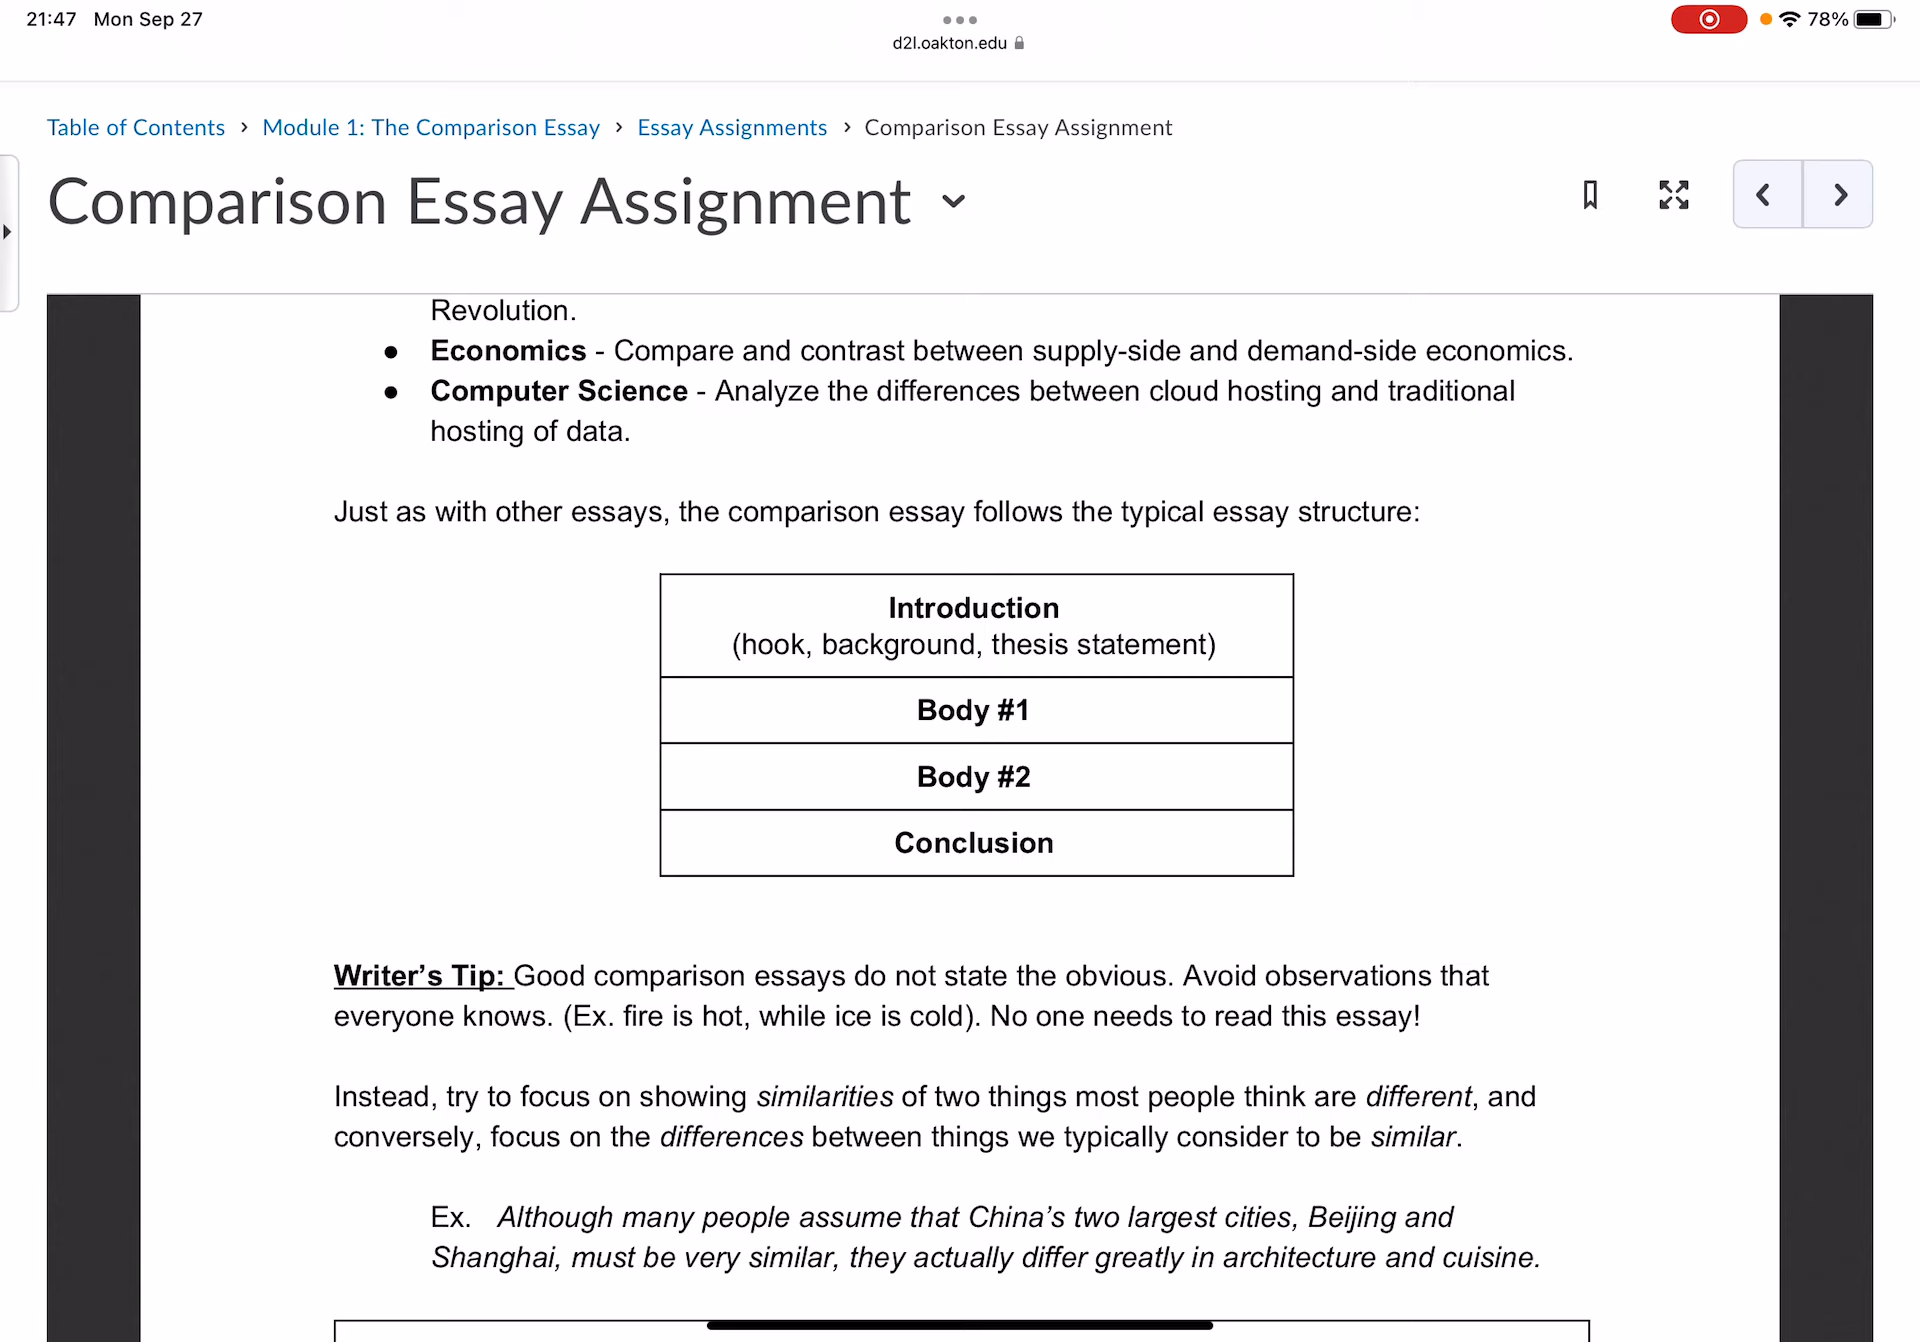 21:47 Mon Sep 27
78%
d2l.oakton.edu
Table of Contents › Module 1: The Comparison Essay › Essay Assignments › Comparison Essay Assignment
Comparison Essay Assignment
Revolution.
● Economics - Compare and contrast between supply-side and demand-side economics.
● Computer Science - Analyze the differences between cloud hosting and traditional
hosting of data.
Just as with other essays, the comparison essay follows the typical essay structure:
Introduction
(hook, background, thesis statement)
Body #1
Body #2
Conclusion
Writer’s Tip: Good comparison essays do not state the obvious. Avoid observations that
everyone knows. (Ex. fire is hot, while ice is cold). No one needs to read this essay!
Instead, try to focus on showing similarities of two things most people think are different, and
conversely, focus on the differences between things we typically consider to be similar.
Ex. Although many people assume that China’s two largest cities, Beijing and
Shanghai, must be very similar, they actually differ greatly in architecture and cuisine.